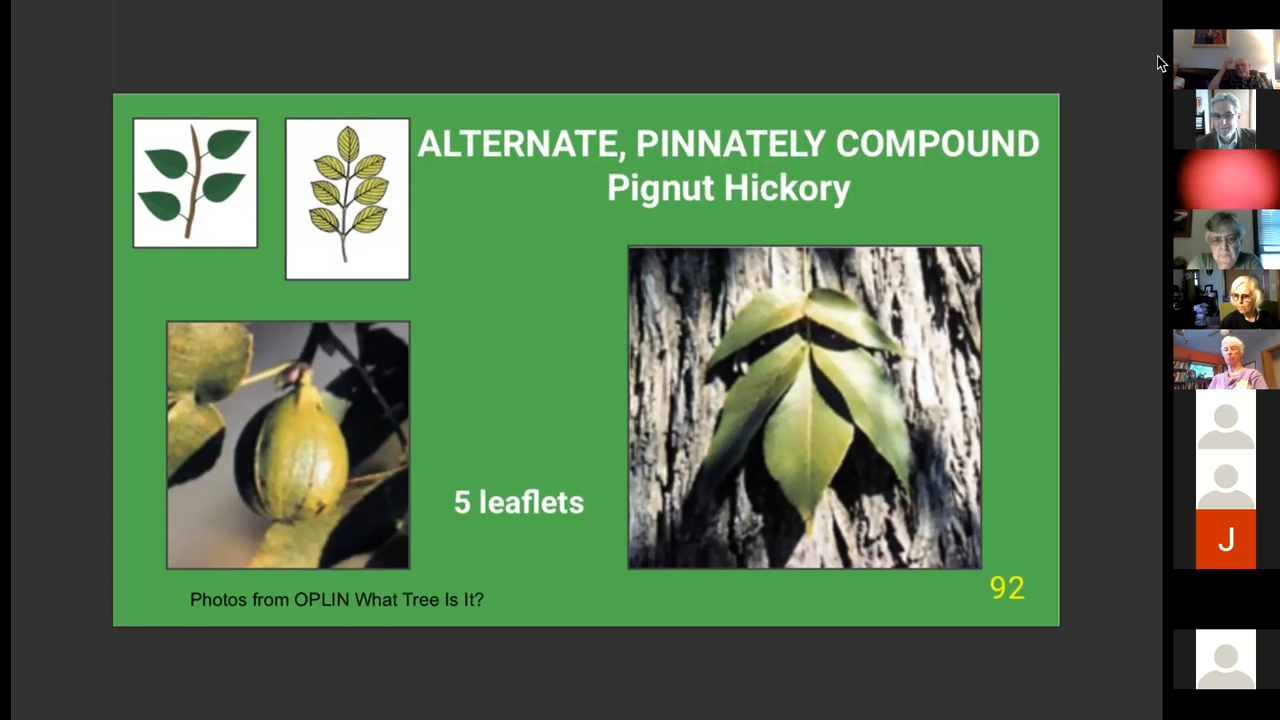 ALTERNATE, PINNATELY COMPOUND
Pignut Hickory
5 leaflets
92
Photos from OPLIN What Tree Is It?
J